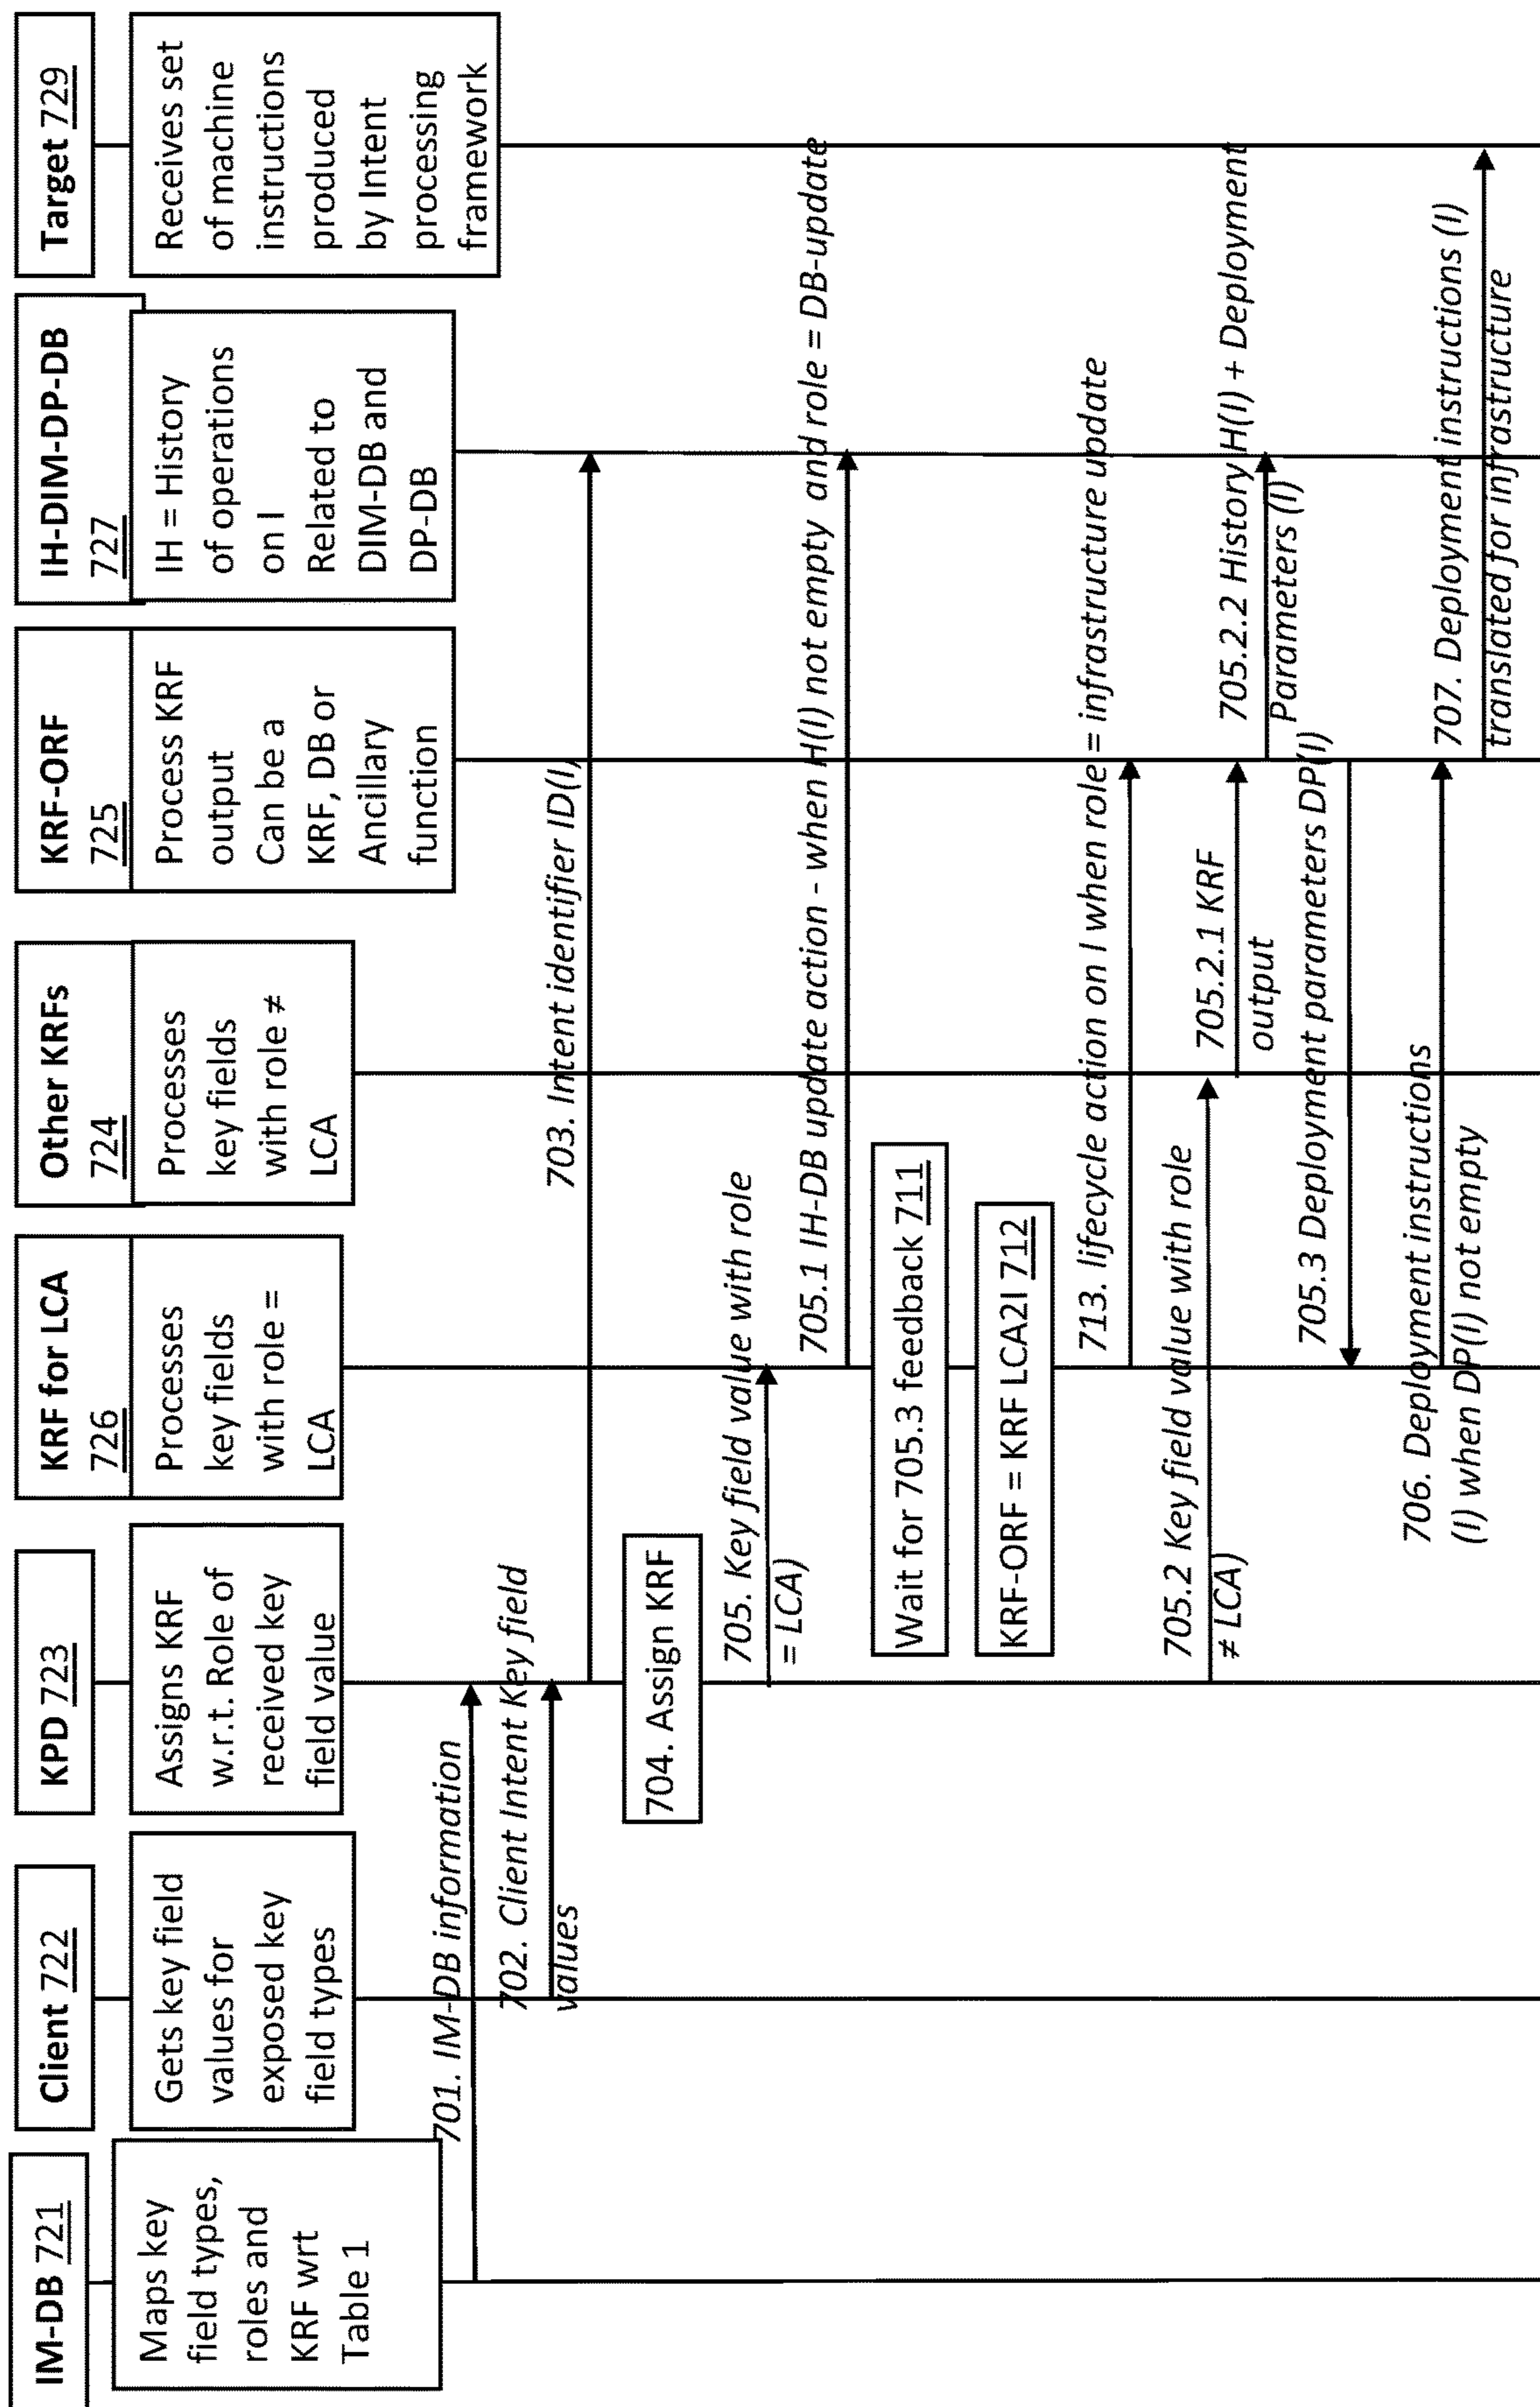 IM-DB 721
Maps key
field types,
roles and
KRF wrt
Table 1
Client 722
Gets key field
values for
exposed key
field types
KPD 723
Assigns KRF
w.r.t. Role of
received key
field value
KRF for LCA
726
Processes
key fields
with role =
LCA
Other KRFs
724
Processes
key fields
with role ≠
LCA
KRF-ORF
725
Process KRF
output
Can be a
KRF, DB or
Ancillary
function
IH-DIM-DP-DB
727
IH = History
of operations
on I
Related to
DIM-DB and
DP-DB
Target 729
Receives set
of machine
instructions
produced
by Intent
processing
framework
701. IM-DB information
702. Client Intent Key field
values
703. Intent identifier ID(I)
704. Assign KRF
705. Key field value with role
= LCA)
705.1 IH-DB update action - when H(I) not empty and role = DB-update
Wait for 705.3 feedback 711
KRF-ORF = KRF LCA2I 712
713. lifecycle action on I when role = infrastructure update
705.2 Key field value with role
≠ LCA)
705.2.1 KRF
output
705.2.2 History H(I) + Deployment
Parameters (I)
705.3 Deployment parameters DP(I)
706. Deployment instructions
(I) when DP(I) not empty
707. Deployment instructions (I)
translated for infrastructure